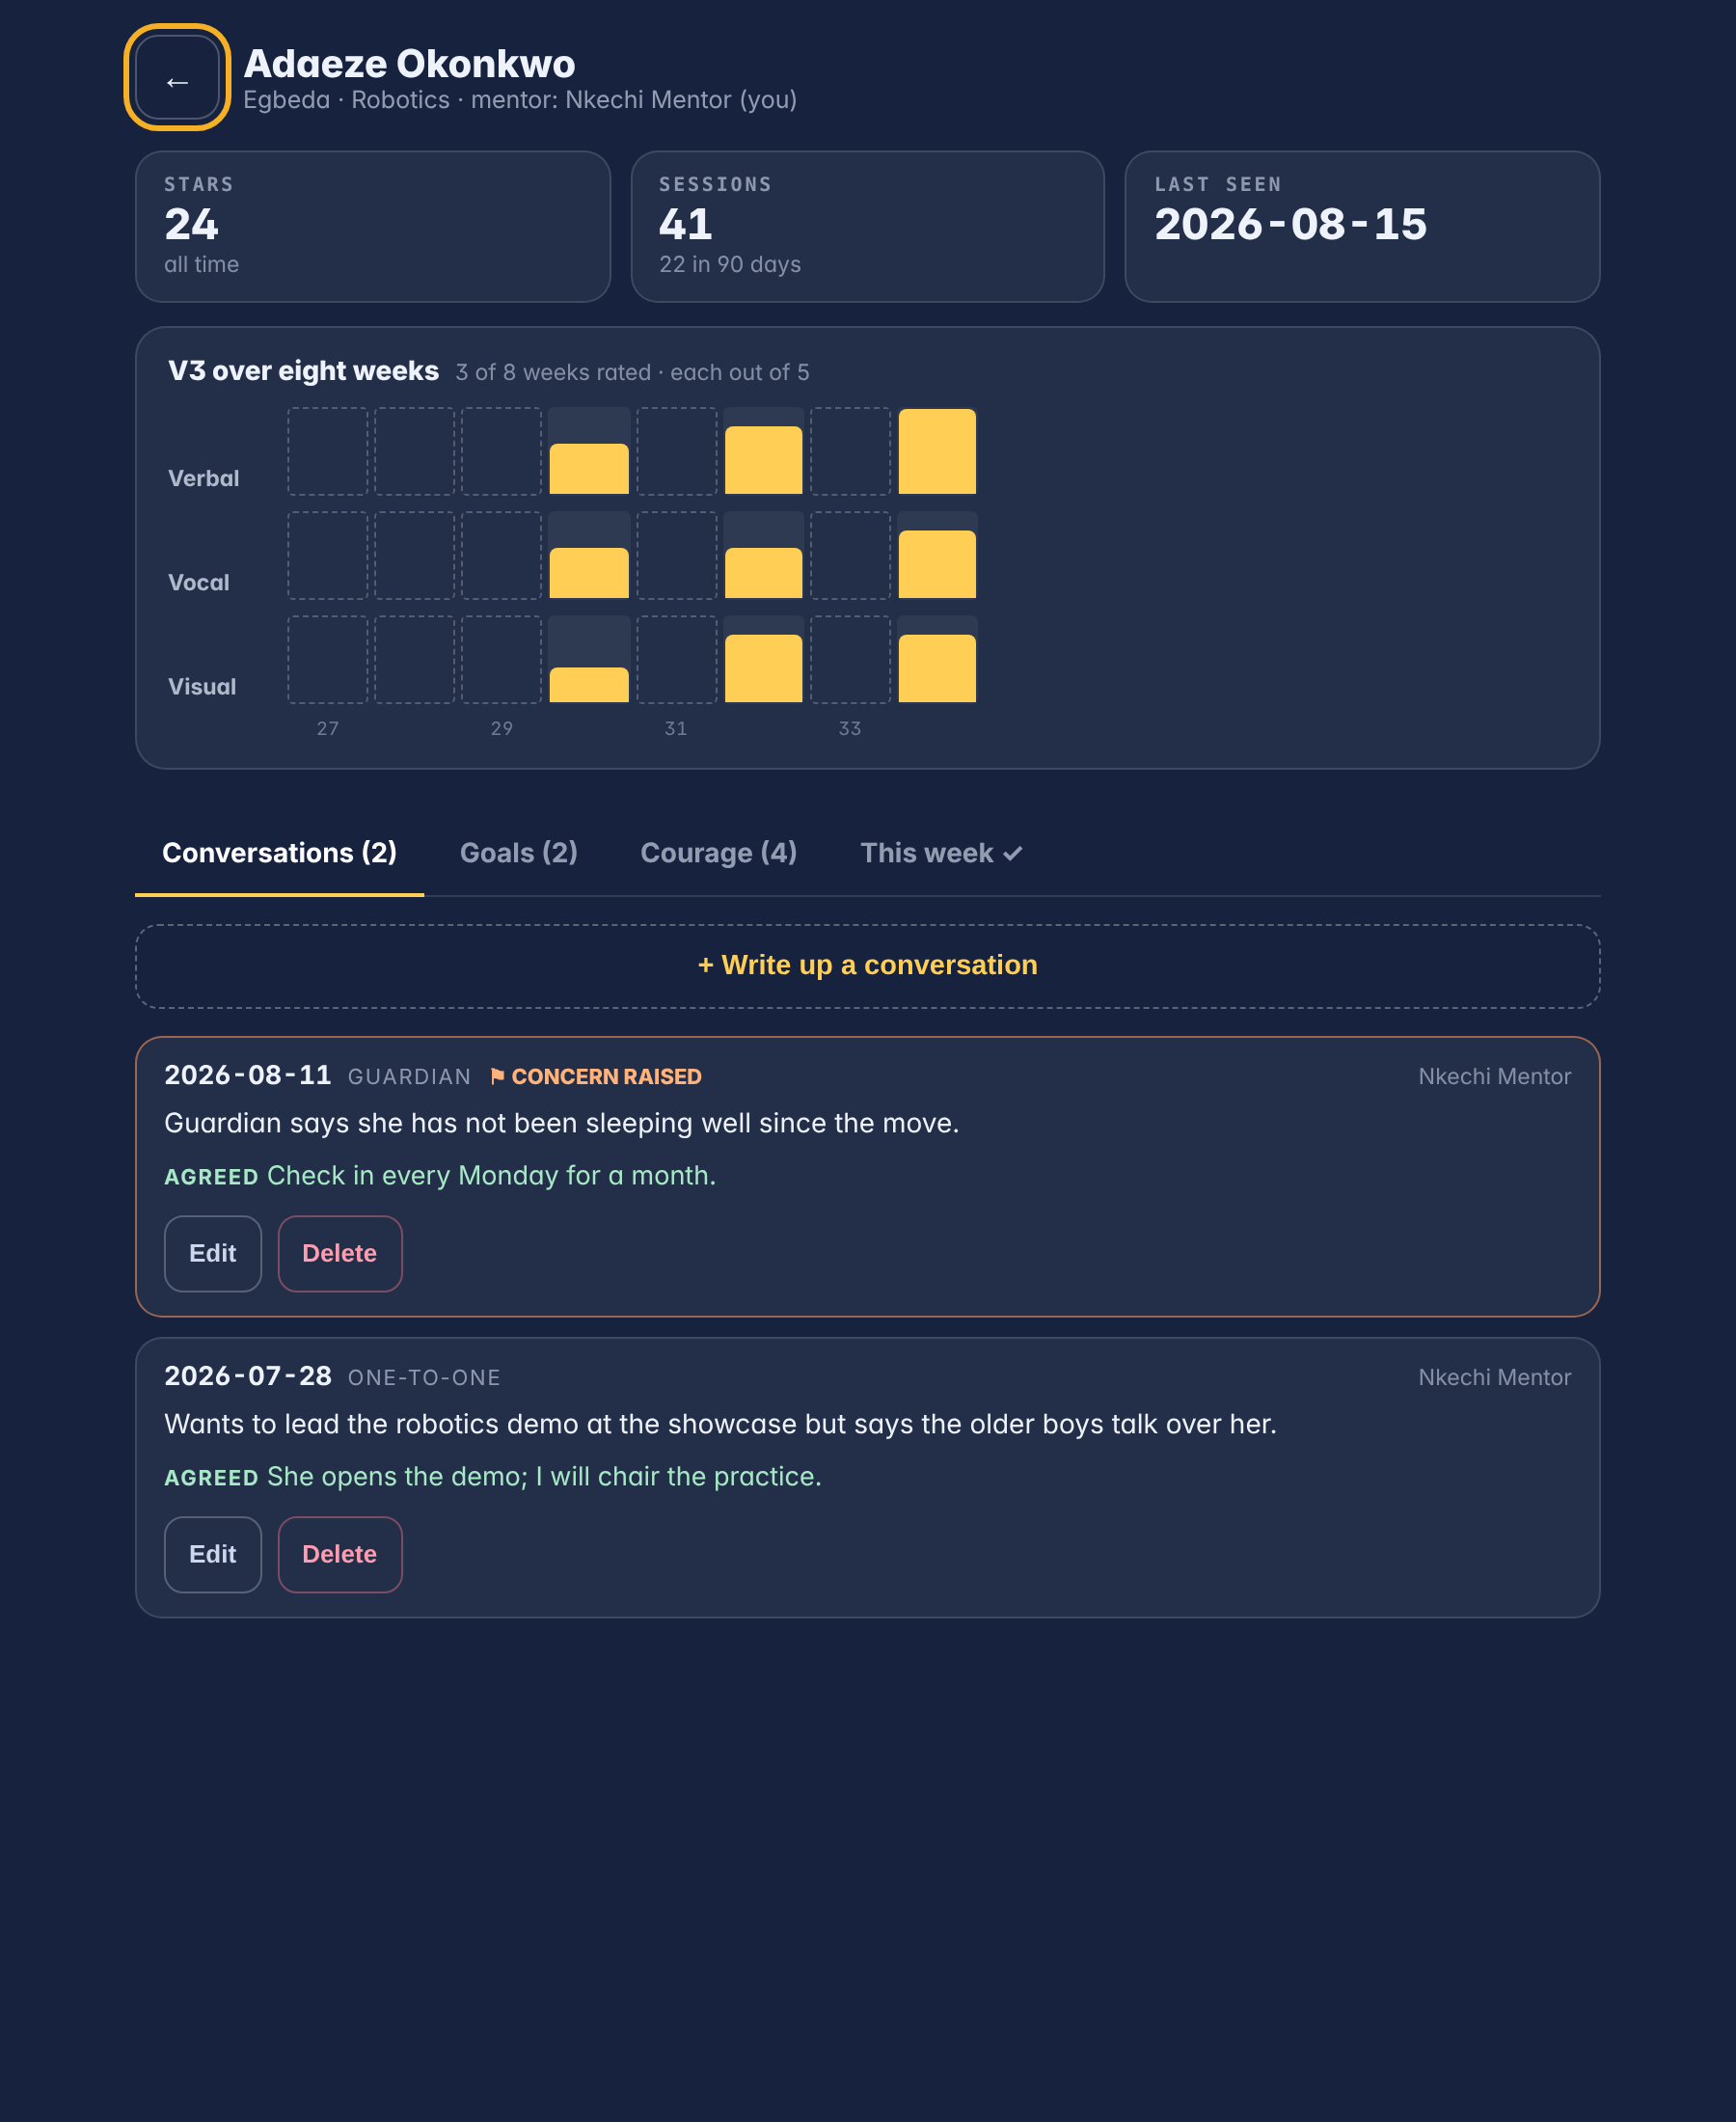 ←
Adaeze Okonkwo
Egbeda · Robotics · mentor: Nkechi Mentor (you)
STARS
24
all time
SESSIONS
41
22 in 90 days
LAST SEEN
2026-08-15
V3 over eight weeks 3 of 8 weeks rated · each out of 5
Verbal
Vocal
Visual
27 29 31 33
Conversations (2) Goals (2) Courage (4) This week ✓
+ Write up a conversation
2026-08-11 GUARDIAN ⚑ CONCERN RAISED Nkechi Mentor
Guardian says she has not been sleeping well since the move.
AGREED Check in every Monday for a month.
Edit Delete
2026-07-28 ONE-TO-ONE Nkechi Mentor
Wants to lead the robotics demo at the showcase but says the older boys talk over her.
AGREED She opens the demo; I will chair the practice.
Edit Delete